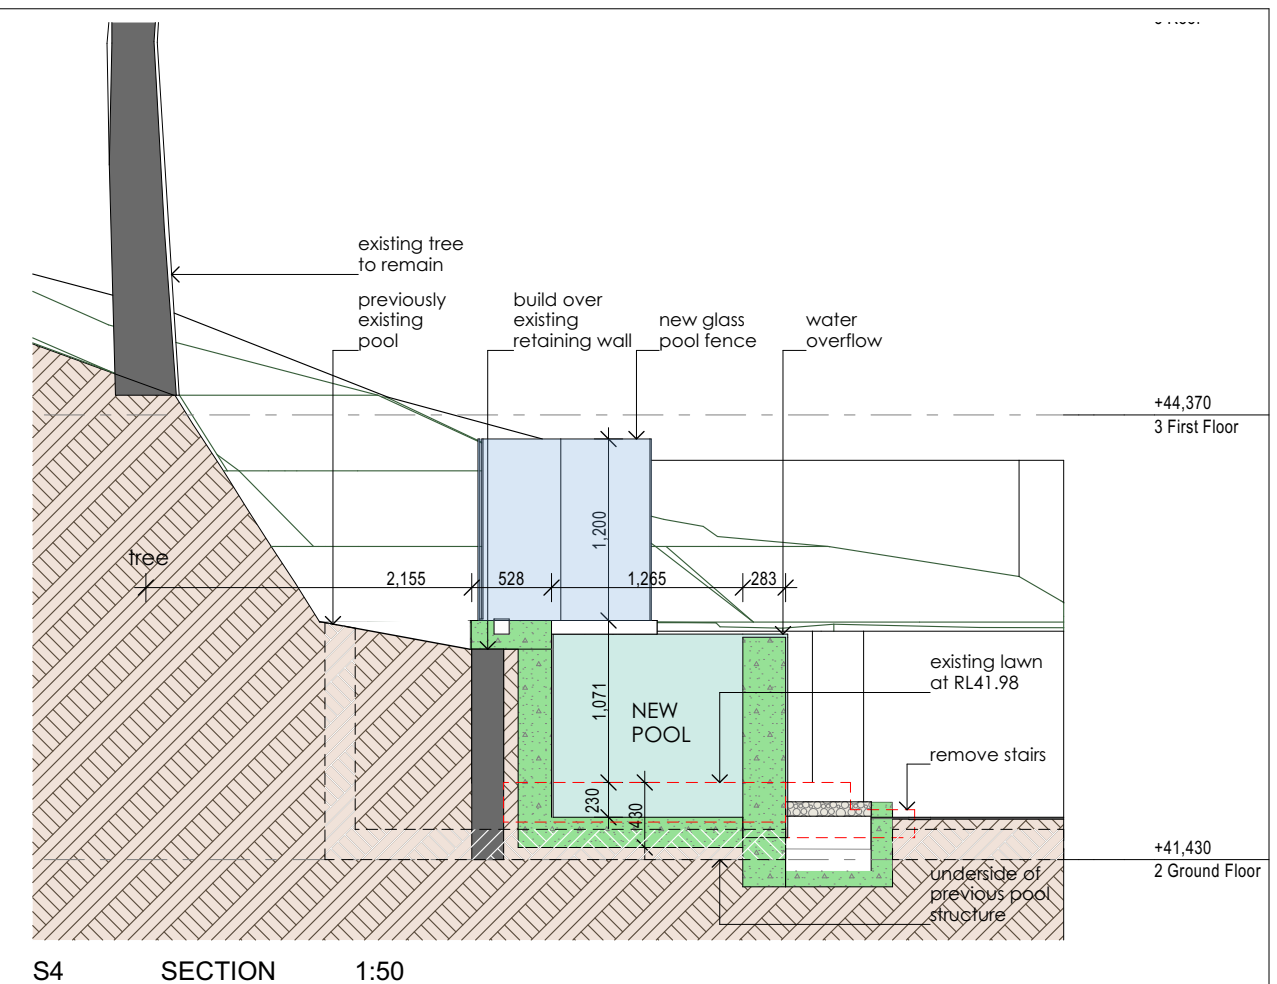 existing tree
to remain
previously
existing
pool
build over
existing
retaining wall
new glass
pool fence
water
overflow
+44,370
3 First Floor
1,200
tree
2,155
528
1,265
283
existing lawn
at RL41.98
1,071
NEW
POOL
remove stairs
230
430
+41,430
2 Ground Floor
underside of
previous pool
structure
S4 SECTION 1:50